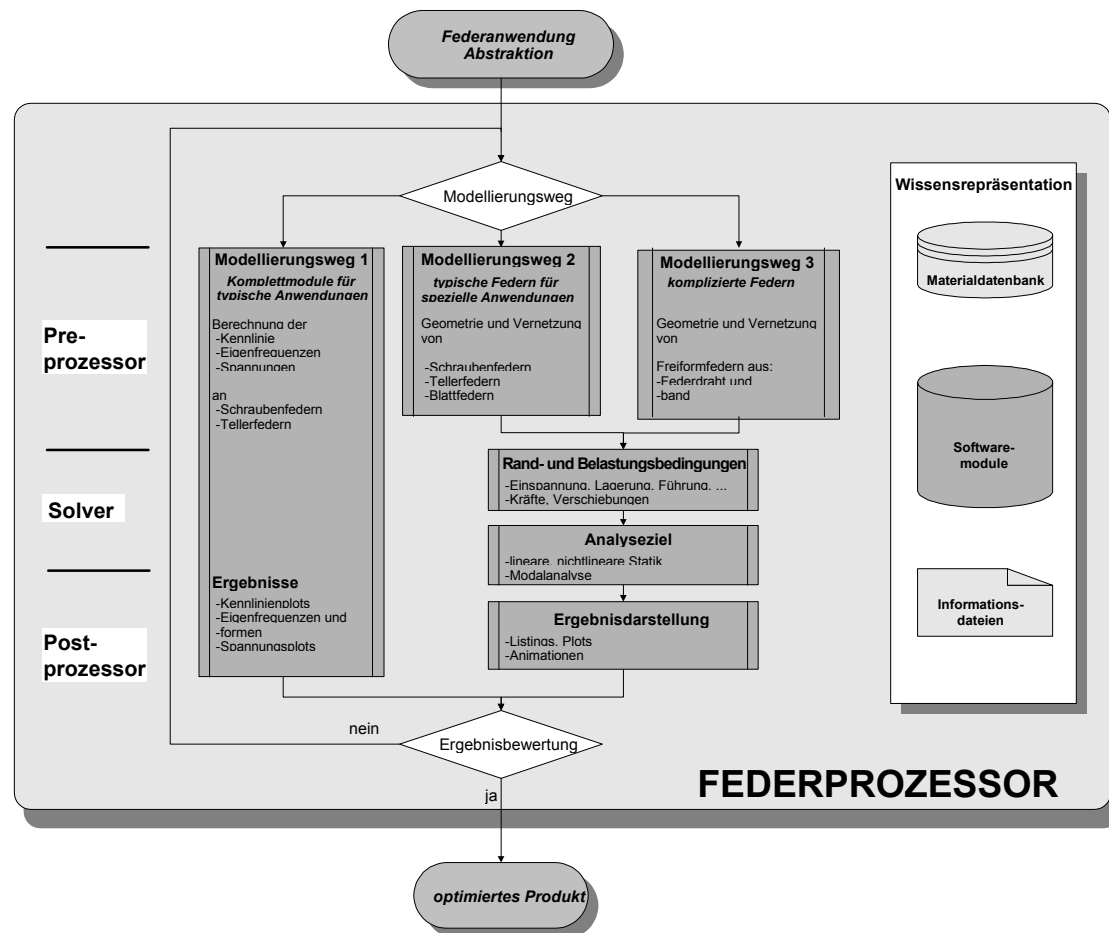 Federanwendung
Abstraktion
Modellierungsweg
Wissensrepräsentation
Materialdatenbank
Software-
module
Informations-
dateien
Pre-
prozessor
Solver
Post-
prozessor
Modellierungsweg 1
Komplettmodule für
typische Anwendungen
Berechnung der
-Kennlinie
-Eigenfrequenzen
-Spannungen
an
-Schraubenfedern
-Tellerfedern
Ergebnisse
-Kennlinienplots
-Eigenfrequenzen und
-formen
-Spannungsplots
Modellierungsweg 2
typische Federn für
spezielle Anwendungen
Geometrie und Vernetzung
von
-Schraubenfedern
-Tellerfedern
-Blattfedern
Modellierungsweg 3
komplizierte Federn
Geometrie und Vernetzung
von
Freiformfedern aus:
-Federdraht und
-band
Rand- und Belastungsbedingungen
-Einspannung, Lagerung, Führung, ...
-Kräfte, Verschiebungen
Analyseziel
-lineare, nichtlineare Statik
-Modalanalyse
Ergebnisdarstellung
-Listings, Plots
-Animationen
nein
Ergebnisbewertung
ja
FEDERPROZESSOR
optimiertes Produkt